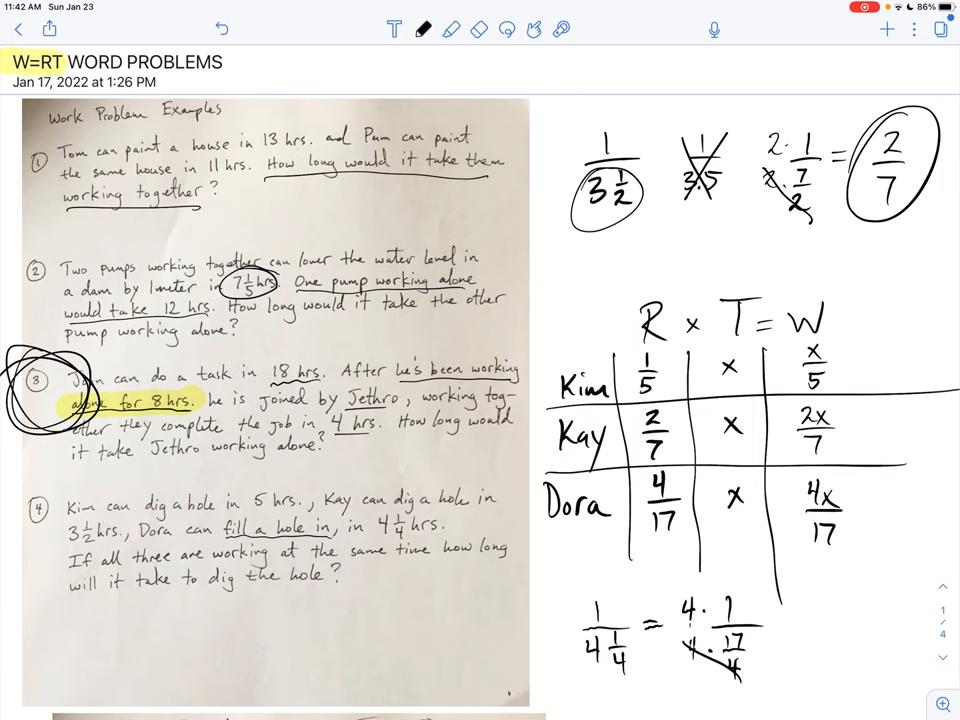 11:42 AM Sun Jan 23
86%
W=RT WORD PROBLEMS
Jan 17, 2022 at 1:26 PM
Work Problem Examples
① Tom can paint a house in 13 hrs. and Pam can paint
the same house in 11 hrs. How long would it take them
working together?
② Two pumps working together can lower the water level in
a dam by 1 meter in 7 1/5 hrs. One pump working alone
would take 12 hrs. How long would it take the other
pump working alone?
③ John can do a task in 18 hrs. After he's been working
alone for 8 hrs. he is joined by Jethro, working tog-
ether they complete the job in 4 hrs. How long would
it take Jethro working alone?
④ Kim can dig a hole in 5 hrs., Kay can dig a hole in
3 1/2 hrs., Dora can fill a hole in, in 4 1/4 hrs.
If all three are working at the same time how long
will it take to dig the hole?
1/(3 1/2) 1/3.5 2·1/(2·7/2) = 2/7
R x T = W
Kim 1/5 x x/5
Kay 2/7 x 2x/7
Dora 4/17 x 4x/17
1/(4 1/4) = 4·1/(4·17/4)
1
/
4